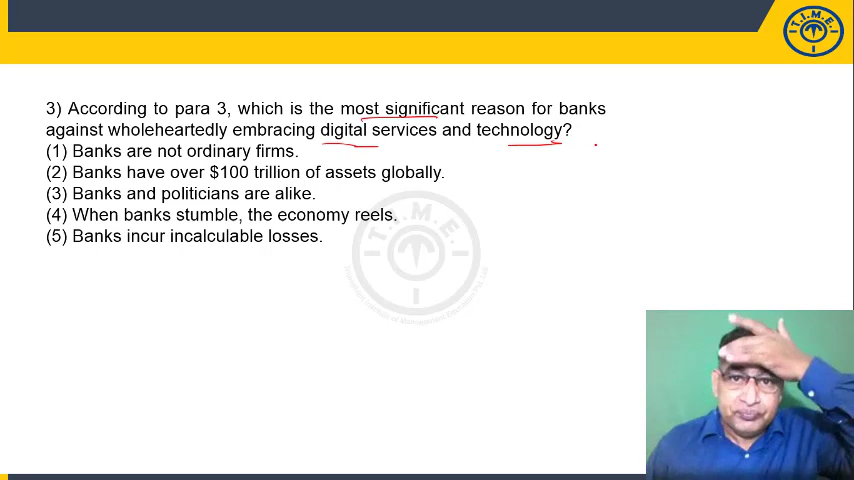 T.I.M.E.
3) According to para 3, which is the most significant reason for banks
against wholeheartedly embracing digital services and technology?
(1) Banks are not ordinary firms.
(2) Banks have over $100 trillion of assets globally.
(3) Banks and politicians are alike.
(4) When banks stumble, the economy reels.
(5) Banks incur incalculable losses.
T.I.M.E.